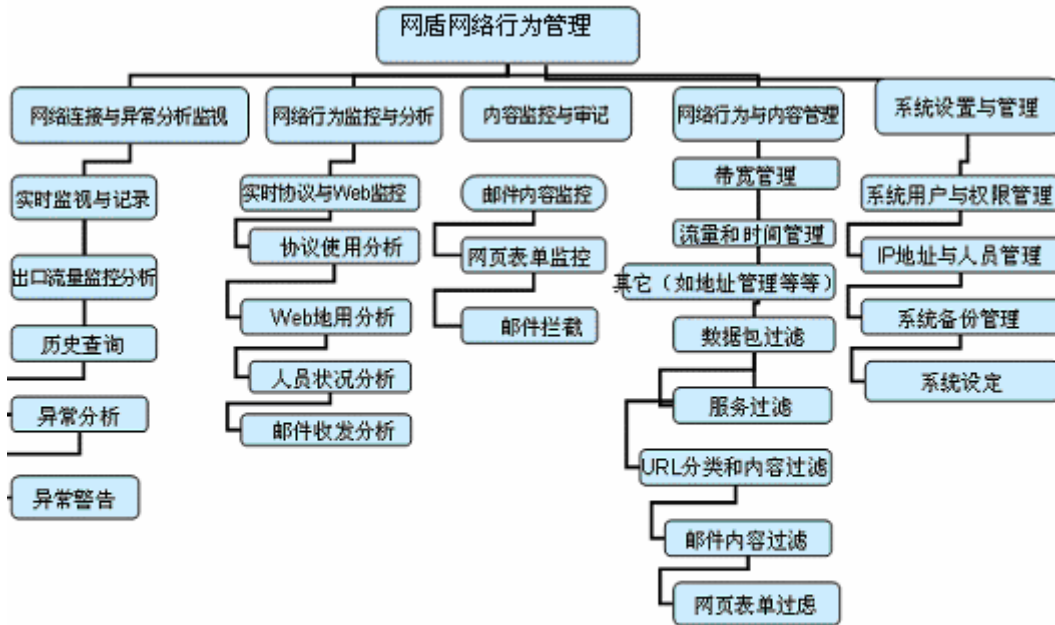 网盾网络行为管理
网络连接与异常分析监视
实时监视与记录
出口流量监控分析
历史查询
异常分析
异常警告
网络行为监控与分析
实时协议与Web监控
协议使用分析
Web地用分析
人员状况分析
邮件收发分析
内容监控与审记
邮件内容监控
网页表单监控
邮件拦截
网络行为与内容管理
带宽管理
流量和时间管理
其它（如地址管理等等）
数据包过滤
服务过滤
URL分类和内容过滤
邮件内容过滤
网页表单过虑
系统设置与管理
系统用户与权限管理
IP地址与人员管理
系统备份管理
系统设定